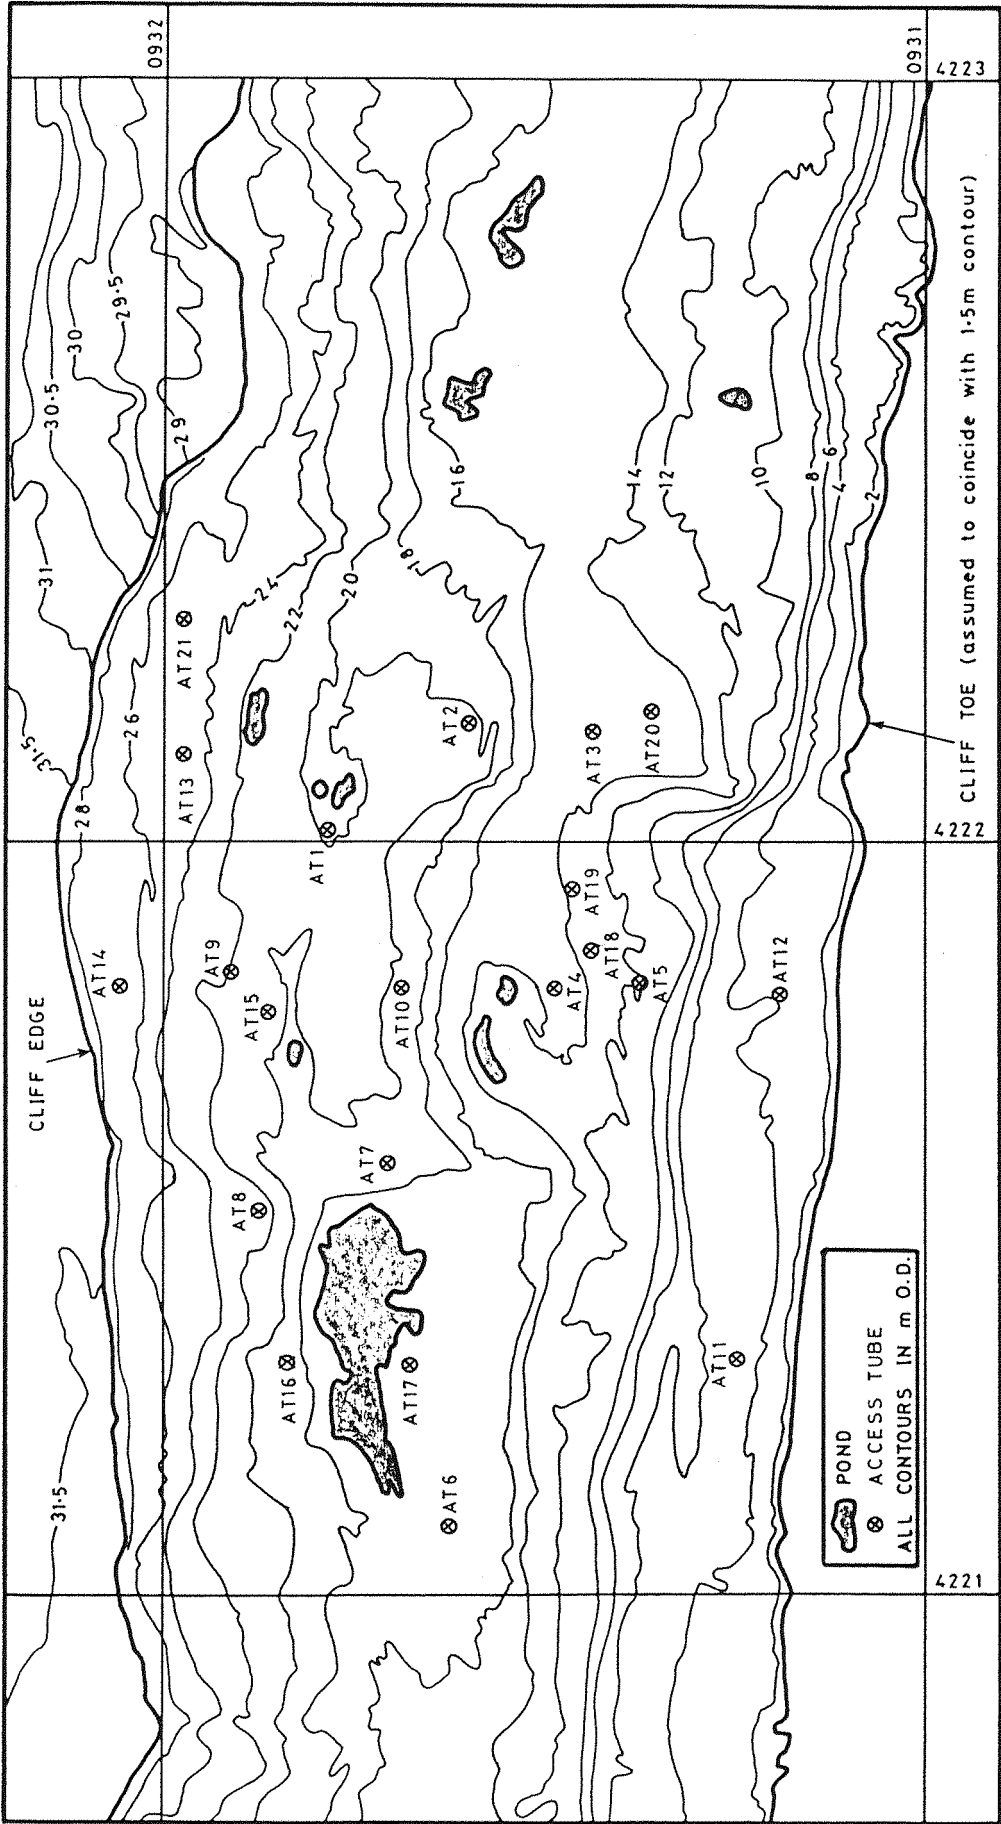 CLIFF EDGE
0932
0931
4223
4222
4221
31·5
31·5
31
30·5
30
29·5
29
28
26
24
22
20
18
16
14
12
10
8
6
4
2
AT14
AT13
AT21
AT9
AT15
AT8
AT16
AT1
AT2
AT10
AT7
AT17
AT6
AT3
AT20
AT19
AT18
AT4
AT5
AT12
AT11
POND
ACCESS TUBE
ALL CONTOURS IN m O.D.
CLIFF TOE (assumed to coincide with 1·5m contour)